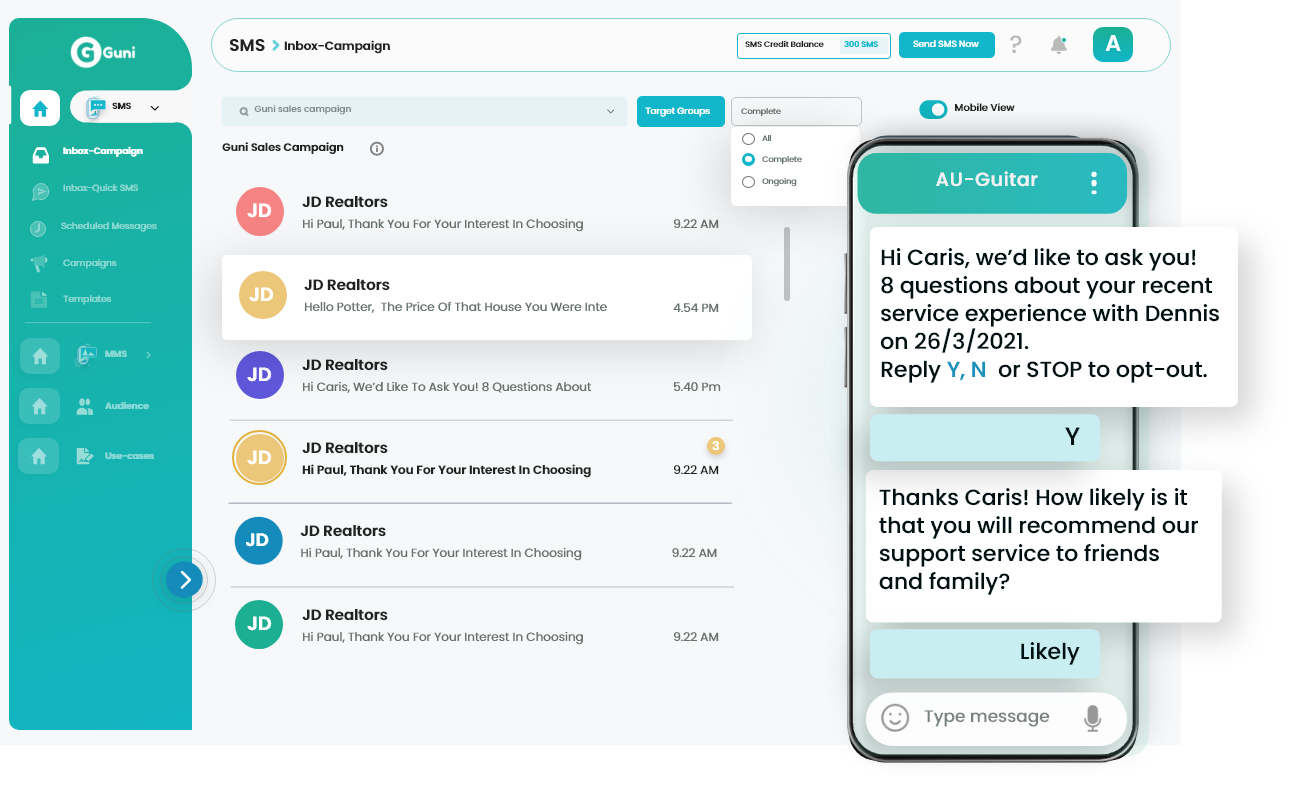 Guni
SMS
Inbox-Campaign
Inbox-Quick SMS
Scheduled Messages
Campaigns
Templates
MMS
Audience
Use-cases
SMS Inbox-Campaign
SMS Credit Balance 300 SMS
Send SMS Now
?
A
Guni sales campaign
Target Groups
Complete
Mobile View
All
Complete
Ongoing
Guni Sales Campaign
JD
JD Realtors
Hi Paul, Thank You For Your Interest In Choosing 9.22 AM
JD
JD Realtors
Hello Potter, The Price Of That House You Were Inte 4.54 PM
JD
JD Realtors
Hi Caris, We’d Like To Ask You! 8 Questions About 5.40 Pm
JD
JD Realtors 3
Hi Paul, Thank You For Your Interest In Choosing 9.22 AM
JD
JD Realtors
Hi Paul, Thank You For Your Interest In Choosing 9.22 AM
JD
JD Realtors
Hi Paul, Thank You For Your Interest In Choosing 9.22 AM
AU-Guitar
Hi Caris, we’d like to ask you!
8 questions about your recent
service experience with Dennis
on 26/3/2021.
Reply Y, N or STOP to opt-out.
Y
Thanks Caris! How likely is it
that you will recommend our
support service to friends
and family?
Likely
Type message